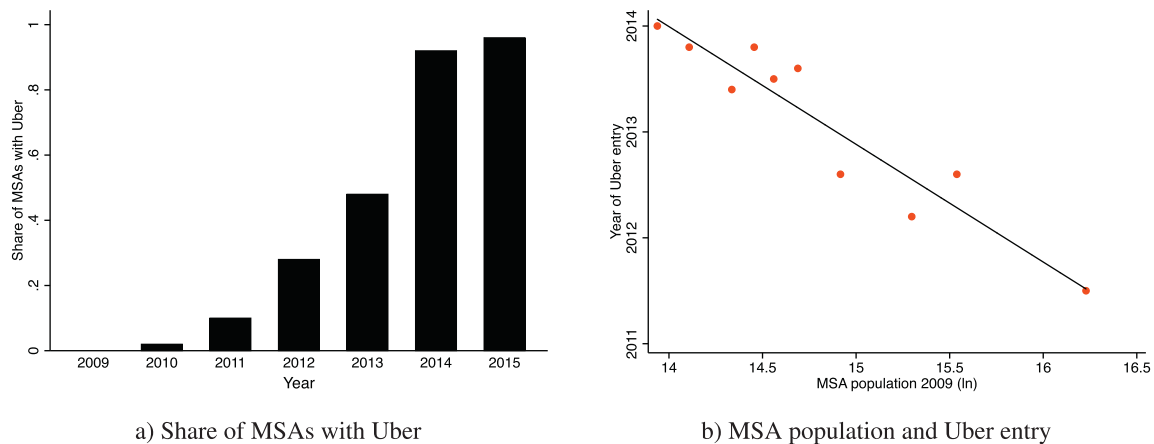 Share of MSAs with Uber
1
.8
.6
.4
.2
0
2009 2010 2011 2012 2013 2014 2015
Year
a) Share of MSAs with Uber
Year of Uber entry
2014
2013
2012
2011
14 14.5 15 15.5 16 16.5
MSA population 2009 (ln)
b) MSA population and Uber entry